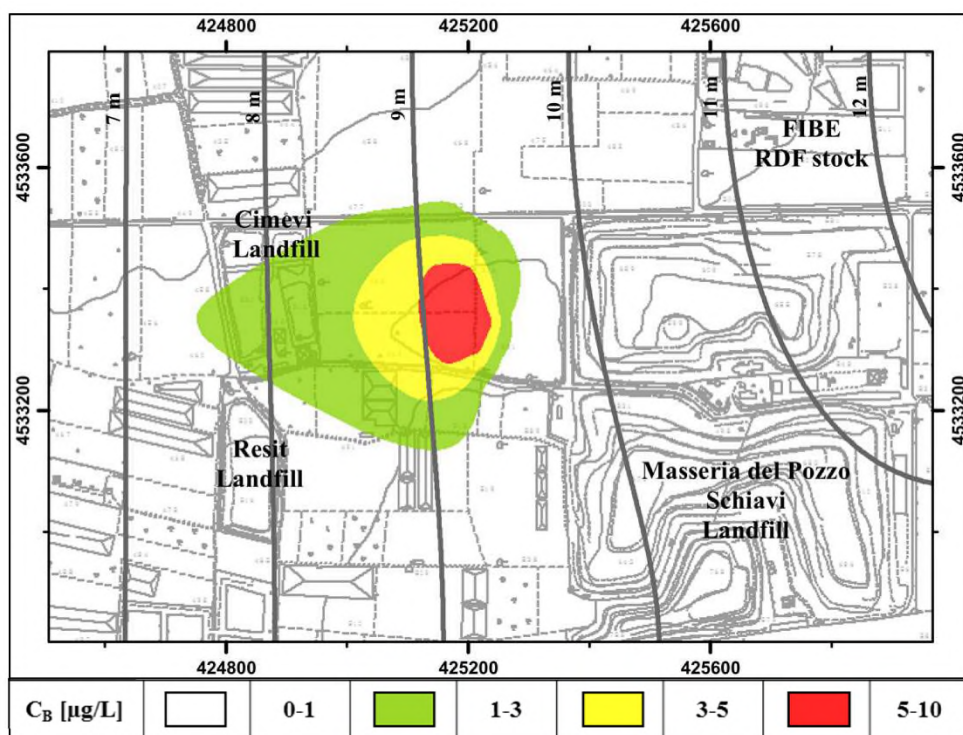 424800 425200 425600
7 m 8 m 9 m 10 m 11 m 12 m
FIBE
RDF stock
4533600 4533600
Cimevi
Landfill
4533200 4533200
Resit
Landfill
Masseria del Pozzo
Schiavi
Landfill
424800 425200 425600
C_B [µg/L] 0-1 1-3 3-5 5-10